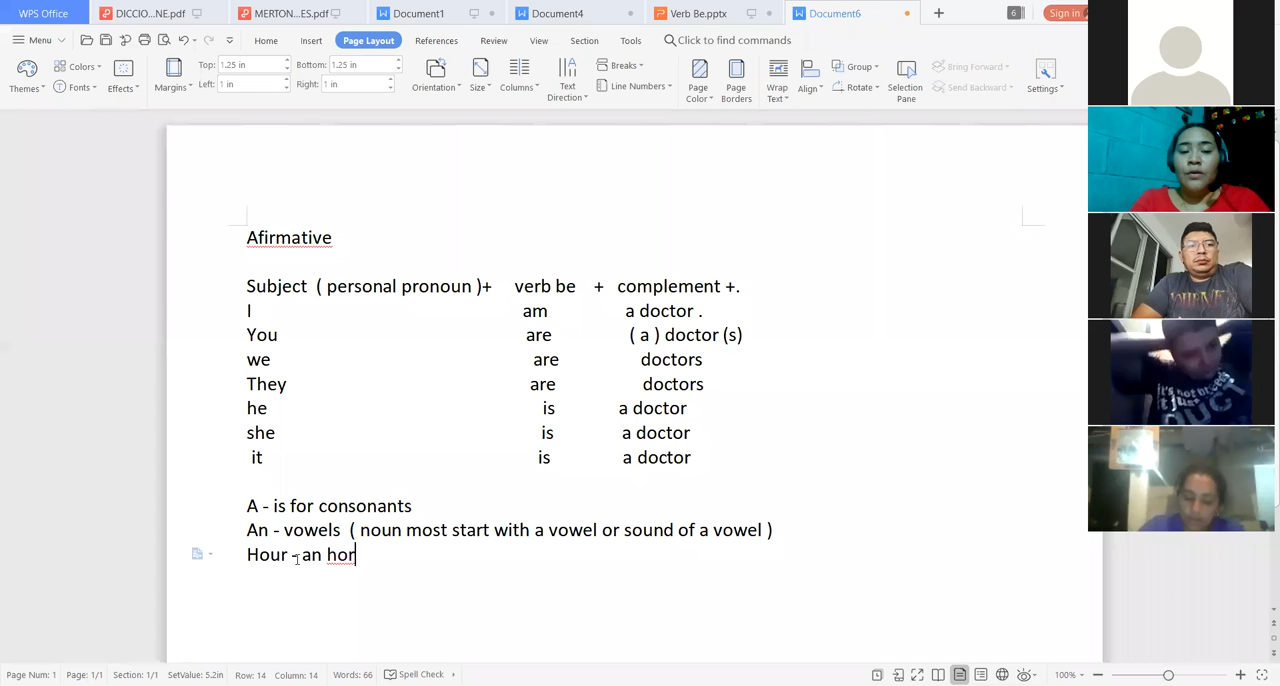 WPS Office DICCIO...NE.pdf MERTON...ES.pdf Document1 Document4 Verb Be.pptx Document6 + 6 Sign in
Menu Home Insert Page Layout References Review View Section Tools Click to find commands
Themes Colors Fonts Effects Margins Top: 1.25 in Bottom: 1.25 in Left: 1 in Right: 1 in Orientation Size Columns Text Direction Breaks Line Numbers Page Color Page Borders Wrap Text Align Group Rotate Selection Pane Bring Forward Send Backward Settings
Afirmative
Subject ( personal pronoun )+ verb be + complement +.
I am a doctor .
You are ( a ) doctor (s)
we are doctors
They are doctors
he is a doctor
she is a doctor
it is a doctor
A - is for consonants
An - vowels ( noun most start with a vowel or sound of a vowel )
Hour - an hor
Page Num: 1 Page: 1/1 Section: 1/1 SetValue: 5.2in Row: 14 Column: 14 Words: 66 Spell Check 100%